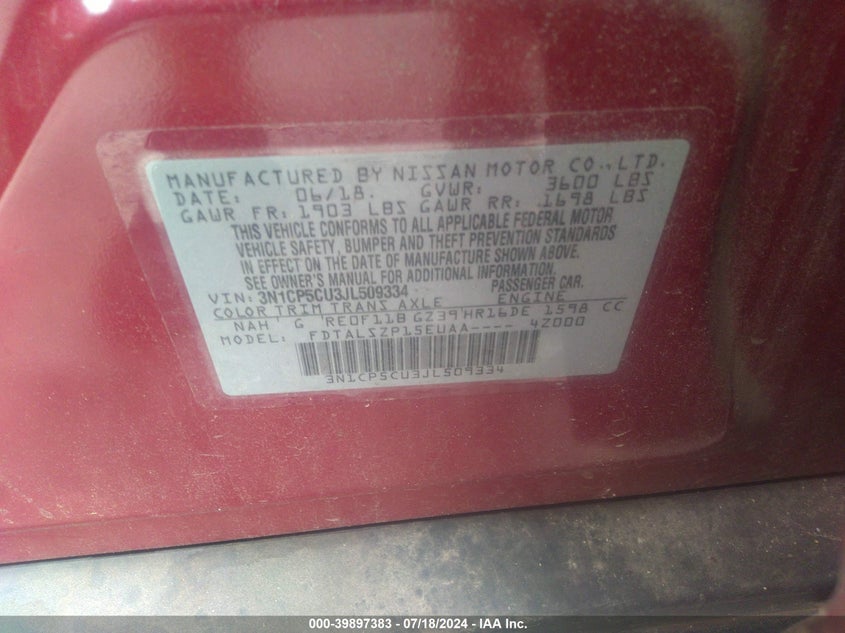 MANUFACTURED BY NISSAN MOTOR CO., LTD.
DATE: 06/18. GVWR: 3600 LBS
GAWR FR: 1903 LBS GAWR RR: 1698 LBS
THIS VEHICLE CONFORMS TO ALL APPLICABLE FEDERAL MOTOR
VEHICLE SAFETY, BUMPER AND THEFT PREVENTION STANDARDS
IN EFFECT ON THE DATE OF MANUFACTURE SHOWN ABOVE.
SEE OWNER'S MANUAL FOR ADDITIONAL INFORMATION.
VIN: 3N1CP5CU3JL509334 PASSENGER CAR.
COLOR TRIM TRANS AXLE ENGINE
NAH G RE0F11B GZ39 HR16DE 1598 CC
MODEL: FDTALSZP15EUAA---- 4Z000
3N1CP5CU3JL509334
000-39897383 - 07/18/2024 - IAA Inc.